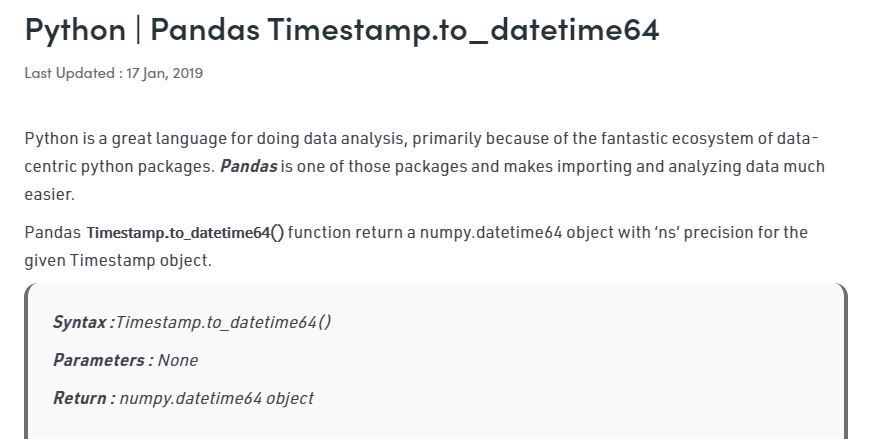 Python | Pandas Timestamp.to_datetime64
Last Updated : 17 Jan, 2019
Python is a great language for doing data analysis, primarily because of the fantastic ecosystem of data-
centric python packages. Pandas is one of those packages and makes importing and analyzing data much
easier.
Pandas Timestamp.to_datetime64() function return a numpy.datetime64 object with ‘ns’ precision for the
given Timestamp object.
Syntax :Timestamp.to_datetime64()
Parameters : None
Return : numpy.datetime64 object